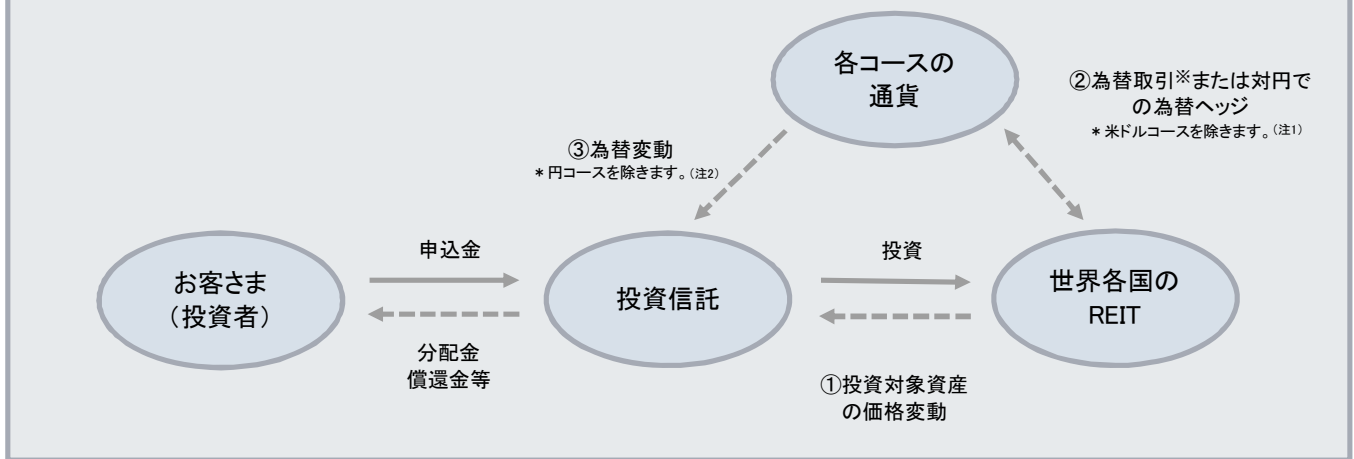 各コースの
通貨
②為替取引※または対円で
の為替ヘッジ
*米ドルコースを除きます。(注1)
③為替変動
*円コースを除きます。(注2)
申込金
投資
お客さま
(投資者)
投資信託
世界各国の
REIT
分配金
償還金等
①投資対象資産
の価格変動